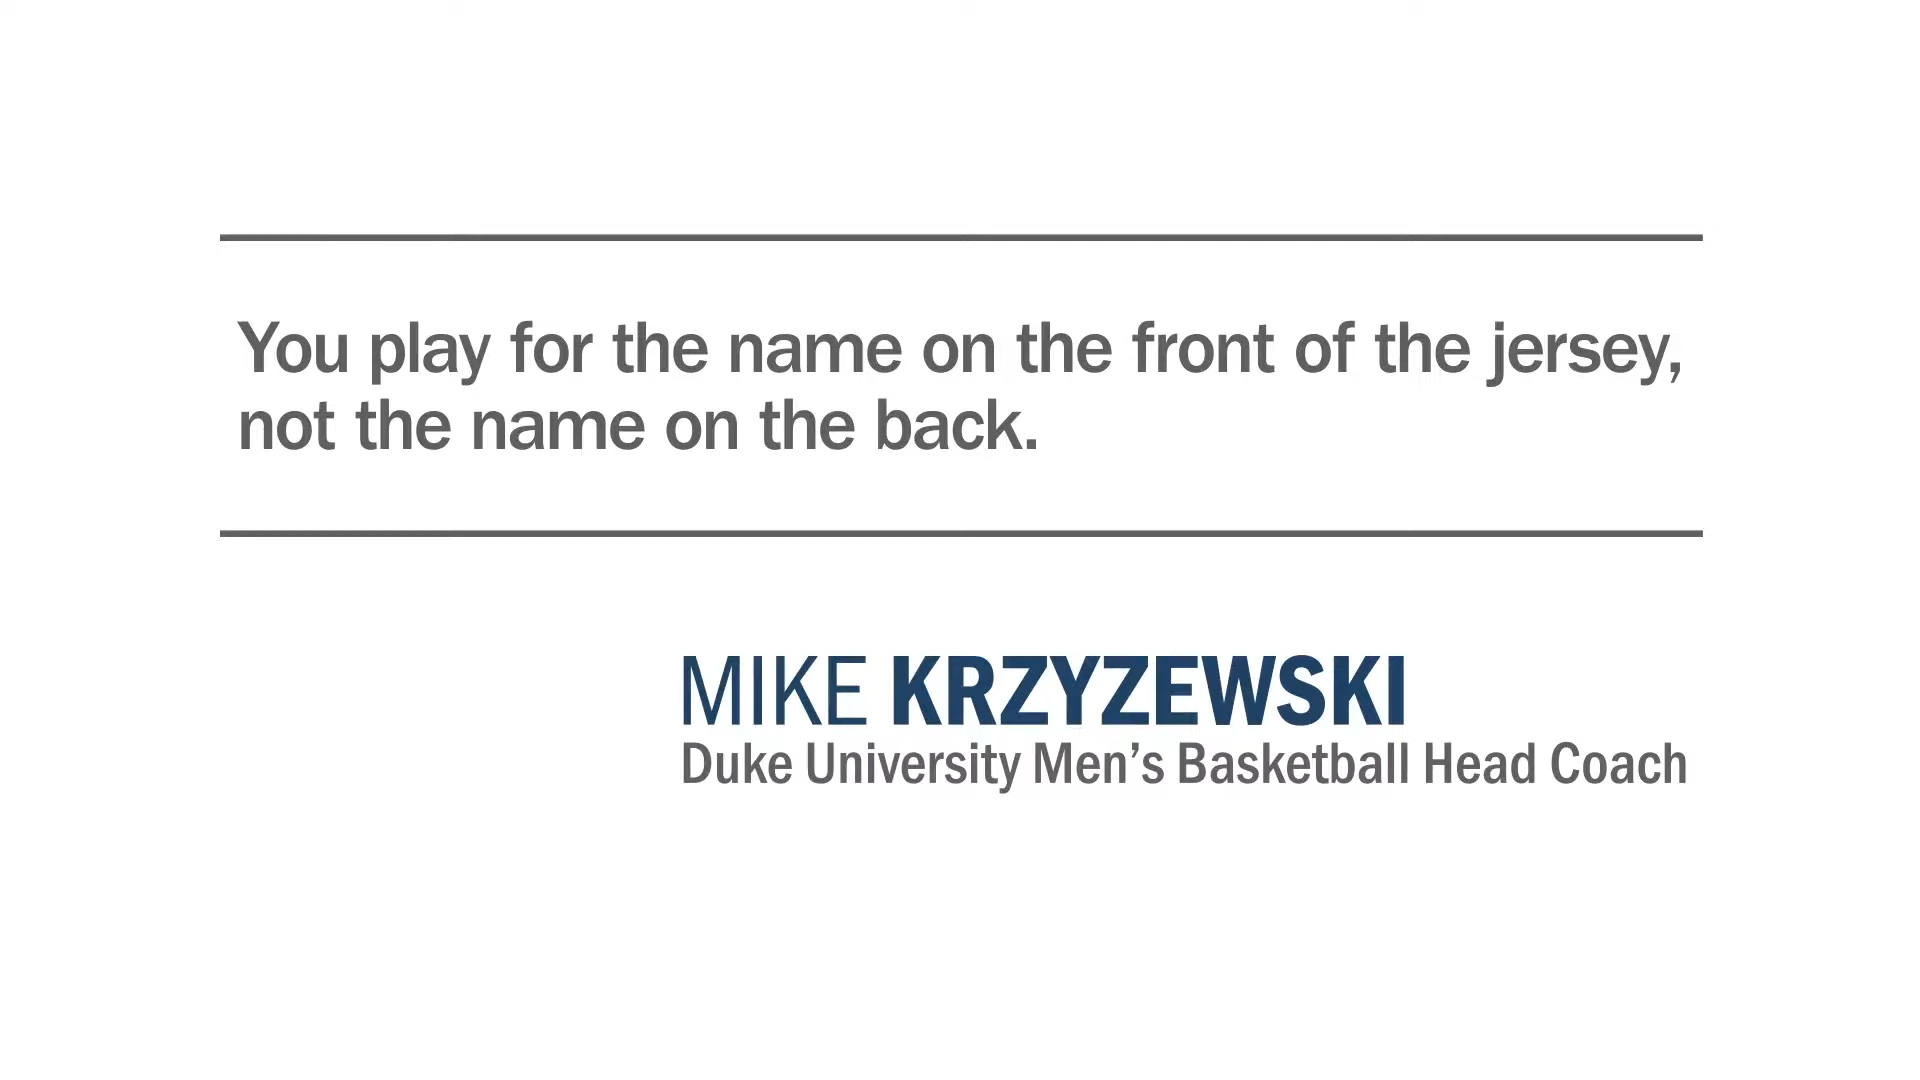 You play for the name on the front of the jersey,
not the name on the back.
MIKE KRZYZEWSKI
Duke University Men’s Basketball Head Coach